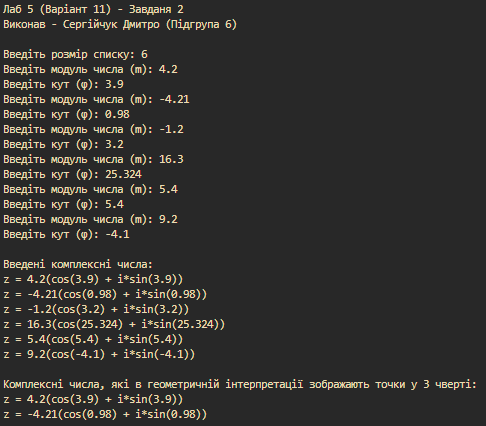 Лаб 5 (Варіант 11) - Завданя 2
Виконав - Сергійчук Дмитро (Підгрупа 6)
Введіть розмір списку: 6
Введіть модуль числа (m): 4.2
Введіть кут (φ): 3.9
Введіть модуль числа (m): -4.21
Введіть кут (φ): 0.98
Введіть модуль числа (m): -1.2
Введіть кут (φ): 3.2
Введіть модуль числа (m): 16.3
Введіть кут (φ): 25.324
Введіть модуль числа (m): 5.4
Введіть кут (φ): 5.4
Введіть модуль числа (m): 9.2
Введіть кут (φ): -4.1
Введені комплексні числа:
z = 4.2(cos(3.9) + i*sin(3.9))
z = -4.21(cos(0.98) + i*sin(0.98))
z = -1.2(cos(3.2) + i*sin(3.2))
z = 16.3(cos(25.324) + i*sin(25.324))
z = 5.4(cos(5.4) + i*sin(5.4))
z = 9.2(cos(-4.1) + i*sin(-4.1))
Комплексні числа, які в геометричній інтерпретації зображають точки у 3 чверті:
z = 4.2(cos(3.9) + i*sin(3.9))
z = -4.21(cos(0.98) + i*sin(0.98))